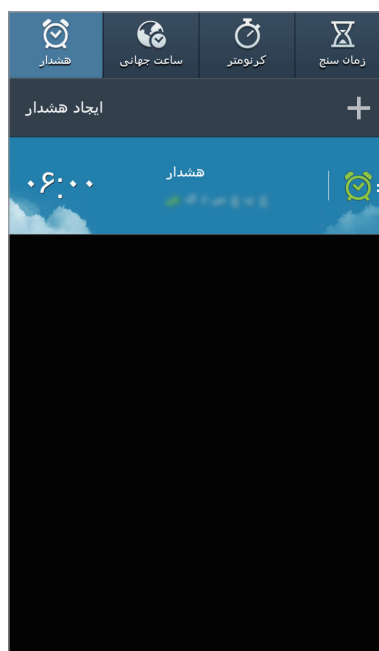 هشدار
ساعت جهانی
کرنومتر
زمان سنج
ایجاد هشدار
۰۶:۰۰
هشدار